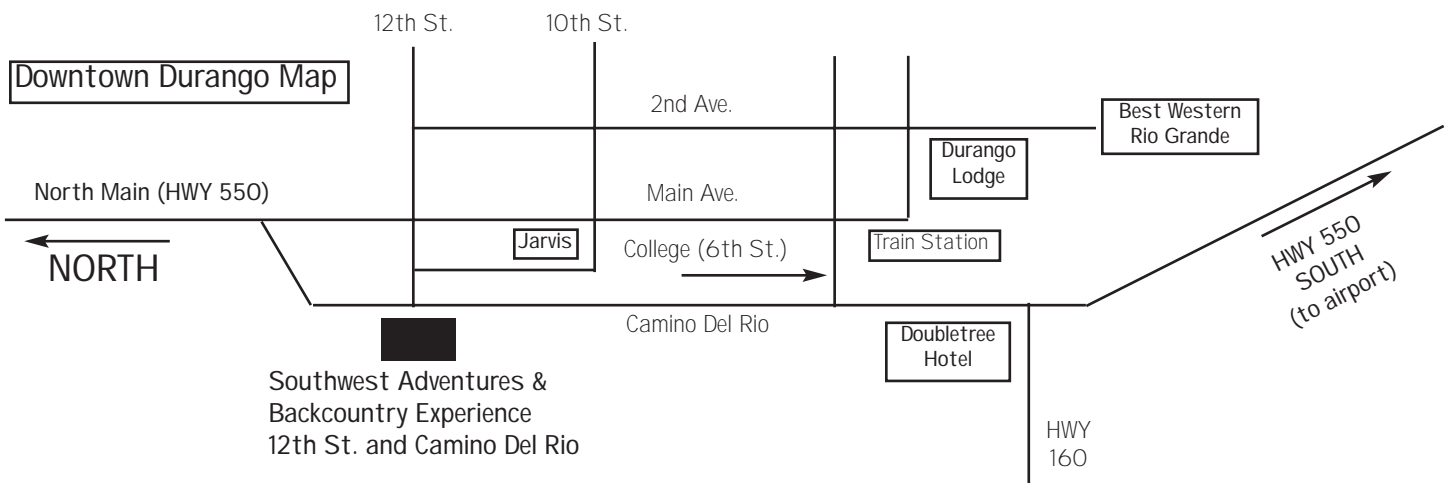 12th St.
10th St.
Downtown Durango Map
2nd Ave.
Best Western
Rio Grande
Durango
Lodge
North Main (HWY 550)
Main Ave.
Jarvis
College (6th St.)
Train Station
NORTH
HWY 550
SOUTH
(to airport)
Camino Del Rio
Doubletree
Hotel
Southwest Adventures &
Backcountry Experience
12th St. and Camino Del Rio
HWY
160